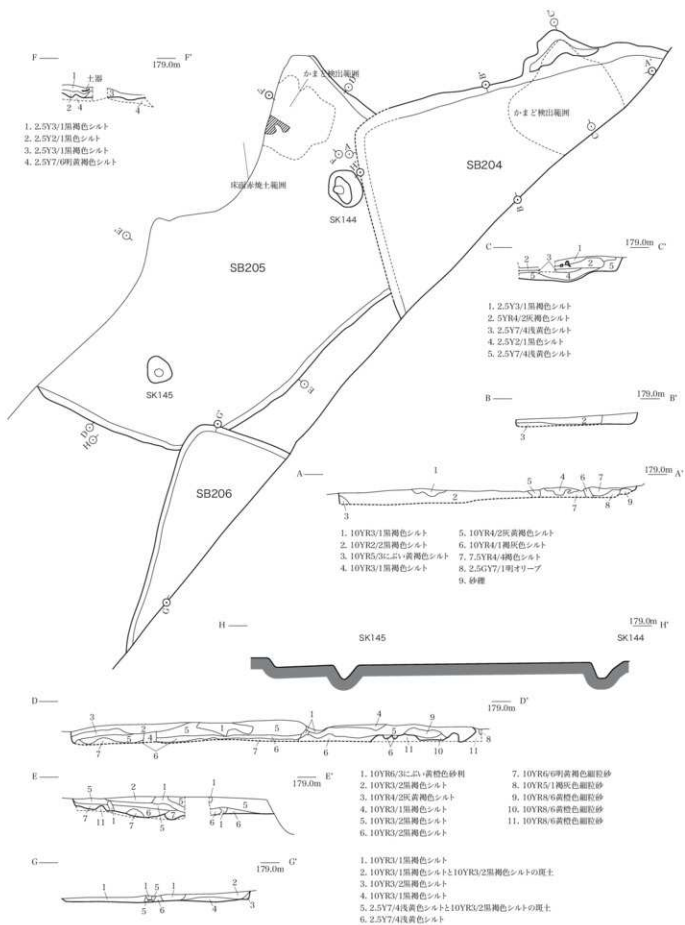 F
F'
179.0m
1
土器
3
2
4
4
1. 2.5Y3/1黒褐色シルト
2. 2.5Y2/1黒色シルト
3. 2.5Y3/1黒褐色シルト
4. 2.5Y7/6明黄褐色シルト
かまど検出範囲
床面赤焼土範囲
SK144
SB204
かまど検出範囲
SB205
SK145
SB206
C
C'
179.0m
1
2
3
2
5
5
4
1. 2.5Y3/1黒褐色シルト
2. 5YR4/2灰褐色シルト
3. 2.5Y7/4浅黄色シルト
4. 2.5Y2/1黒色シルト
5. 2.5Y7/4浅黄色シルト
B
179.0m
B'
2
3
A
179.0m
A'
1
5
4
6
7
2
3
7
8
9
1. 10YR3/1黒褐色シルト
2. 10YR2/2黒褐色シルト
3. 10YR5/3にぶい黄褐色シルト
4. 10YR3/1黒褐色シルト
5. 10YR4/2灰黄褐色シルト
6. 10YR4/1褐灰色シルト
7. 7.5YR4/4褐色シルト
8. 2.5GY7/1明オリーブ
9. 砂礫
H
179.0m
H'
SK145
SK144
D
D'
179.0m
E
E'
179.0m
1. 10YR6/3にぶい黄橙色砂利
2. 10YR3/2黒褐色シルト
3. 10YR4/2灰黄褐色シルト
4. 10YR3/1黒褐色シルト
5. 10YR3/2黒褐色シルト
6. 10YR3/2黒褐色シルト
7. 10YR6/6明黄褐色細粒砂
8. 10YR5/1褐灰色細粒砂
9. 10YR8/6黄橙色細粒砂
10. 10YR8/6黄橙色細粒砂
11. 10YR8/6黄橙色細粒砂
G
G'
179.0m
1. 10YR3/1黒褐色シルト
2. 10YR3/1黒褐色シルトと10YR3/2黒褐色シルトの斑土
3. 10YR3/2黒褐色シルト
4. 10YR3/1黒褐色シルト
5. 2.5Y7/4浅黄色シルトと10YR3/2黒褐色シルトの斑土
6. 2.5Y7/4浅黄色シルト